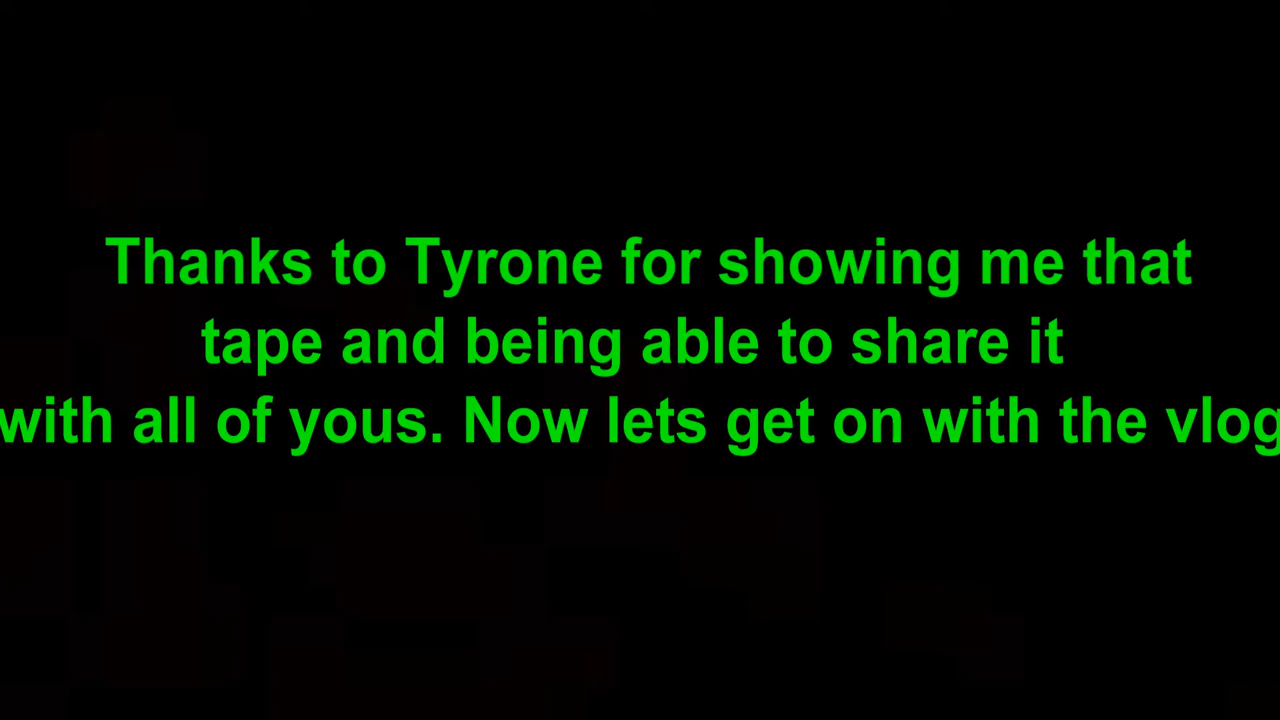 Thanks to Tyrone for showing me that
tape and being able to share it
with all of yous. Now lets get on with the vlog